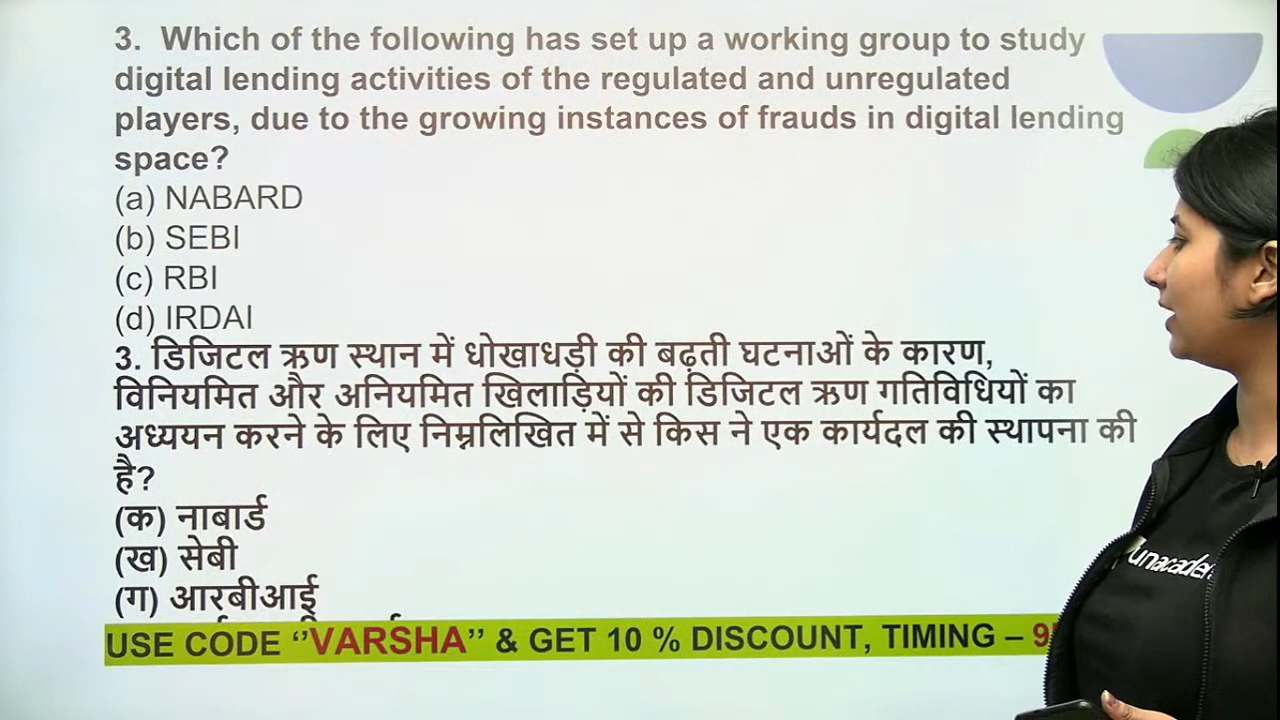 3. Which of the following has set up a working group to study
digital lending activities of the regulated and unregulated
players, due to the growing instances of frauds in digital lending
space?
(a) NABARD
(b) SEBI
(c) RBI
(d) IRDAI
3. डिजिटल ऋण स्थान में धोखाधड़ी की बढ़ती घटनाओं के कारण,
विनियमित और अनियमित खिलाड़ियों की डिजिटल ऋण गतिविधियों का
अध्ययन करने के लिए निम्नलिखित में से किस ने एक कार्यदल की स्थापना की
है?
(क) नाबार्ड
(ख) सेबी
(ग) आरबीआई
USE CODE ‘’VARSHA’’ & GET 10 % DISCOUNT, TIMING – 9
unacadem